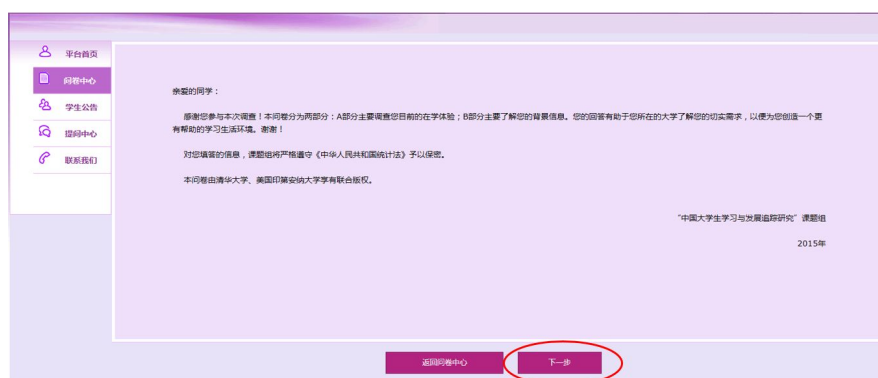 平台首页
问卷中心
学生公告
提问中心
联系我们
亲爱的同学：
感谢您参与本次调查！本问卷分为两部分：A部分主要调查您目前的在学体验；B部分主要了解您的背景信息。您的回答有助于您所在的大学了解您的切实需求，以便为您创造一个更
有帮助的学习生活环境。谢谢！
对您填答的信息，课题组将严格遵守《中华人民共和国统计法》予以保密。
本问卷由清华大学、美国印第安纳大学享有联合版权。
“中国大学生学习与发展追踪研究”课题组
2015年
返回问卷中心
下一步